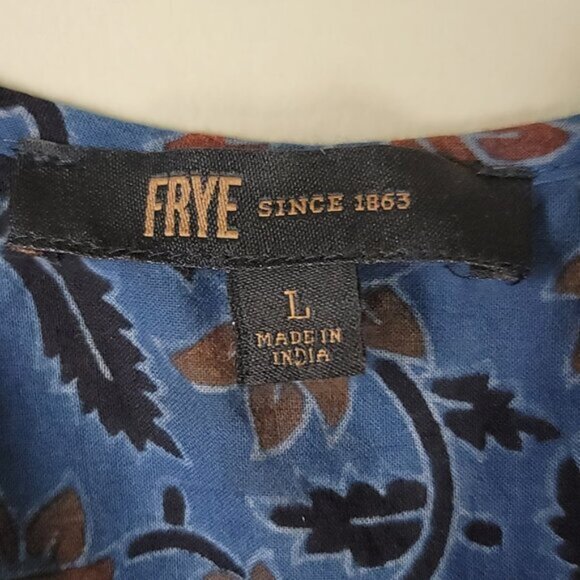 FRYE SINCE 1863
L
MADE IN
INDIA